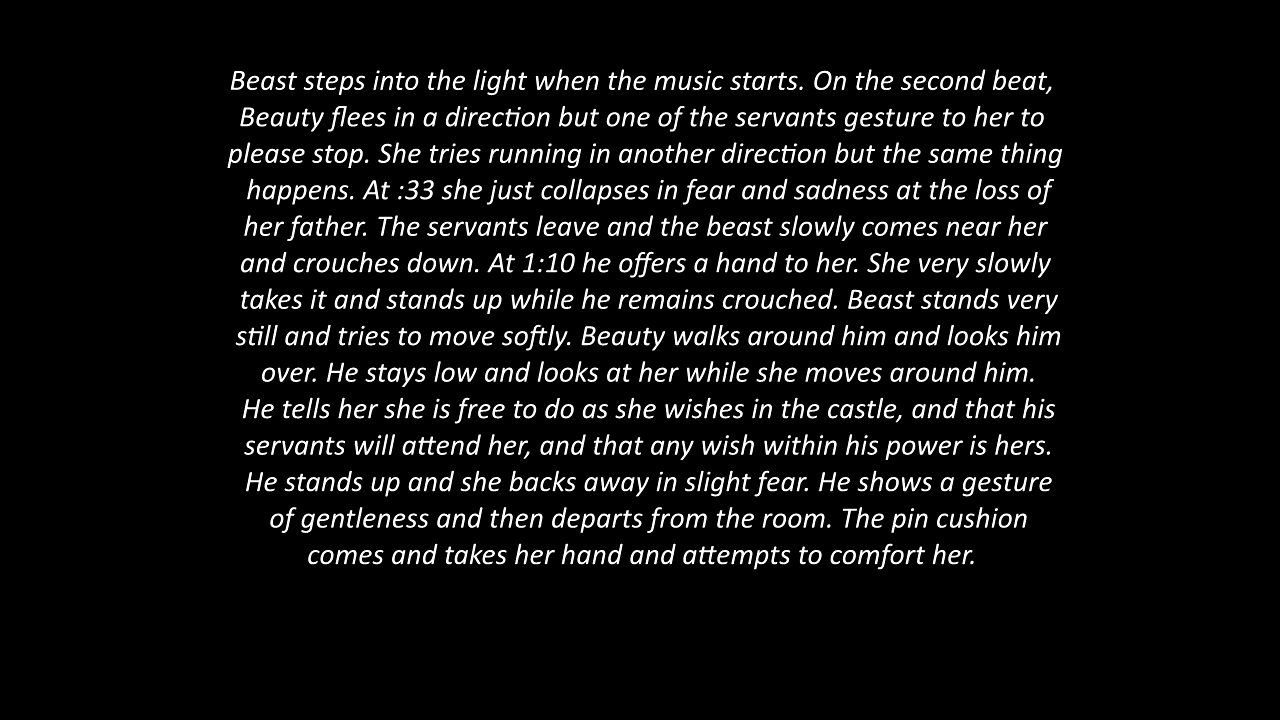 Beast steps into the light when the music starts. On the second beat,
Beauty flees in a direction but one of the servants gesture to her to
please stop. She tries running in another direction but the same thing
happens. At :33 she just collapses in fear and sadness at the loss of
her father. The servants leave and the beast slowly comes near her
and crouches down. At 1:10 he offers a hand to her. She very slowly
takes it and stands up while he remains crouched. Beast stands very
still and tries to move softly. Beauty walks around him and looks him
over. He stays low and looks at her while she moves around him.
He tells her she is free to do as she wishes in the castle, and that his
servants will attend her, and that any wish within his power is hers.
He stands up and she backs away in slight fear. He shows a gesture
of gentleness and then departs from the room. The pin cushion
comes and takes her hand and attempts to comfort her.